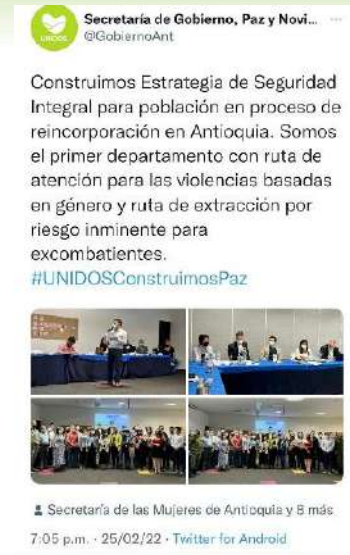 Secretaría de Gobierno, Paz y Novi...
@GobiernoAnt
UNIDOS
Construimos Estrategia de Seguridad
Integral para población en proceso de
reincorporación en Antioquia. Somos
el primer departamento con ruta de
atención para las violencias basadas
en género y ruta de extracción por
riesgo inminente para
excombatientes.
#UNIDOSConstruimosPaz
Secretaría de las Mujeres de Antioquia y 8 más
7:05 p.m. · 25/02/22 · Twitter for Android